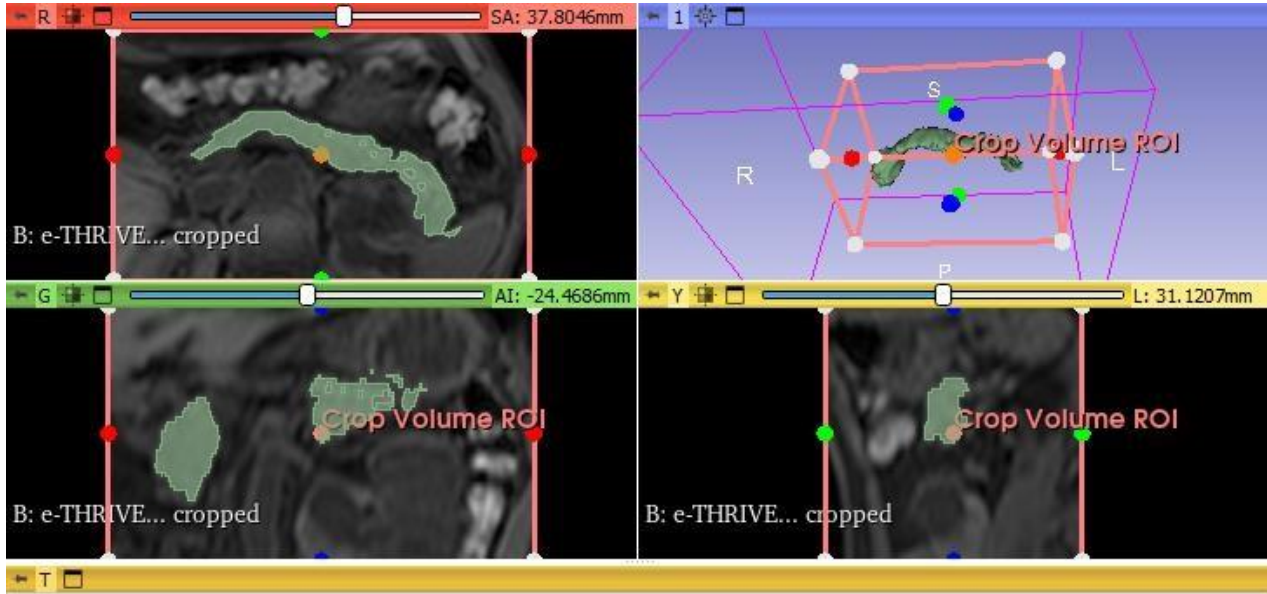 R SA: 37.8046mm
B: e-THRIVE... cropped
1
S
Crop Volume ROI
R
L
P
G AI: -24.4686mm
Crop Volume ROI
B: e-THRIVE... cropped
Y L: 31.1207mm
Crop Volume ROI
B: e-THRIVE... cropped
T